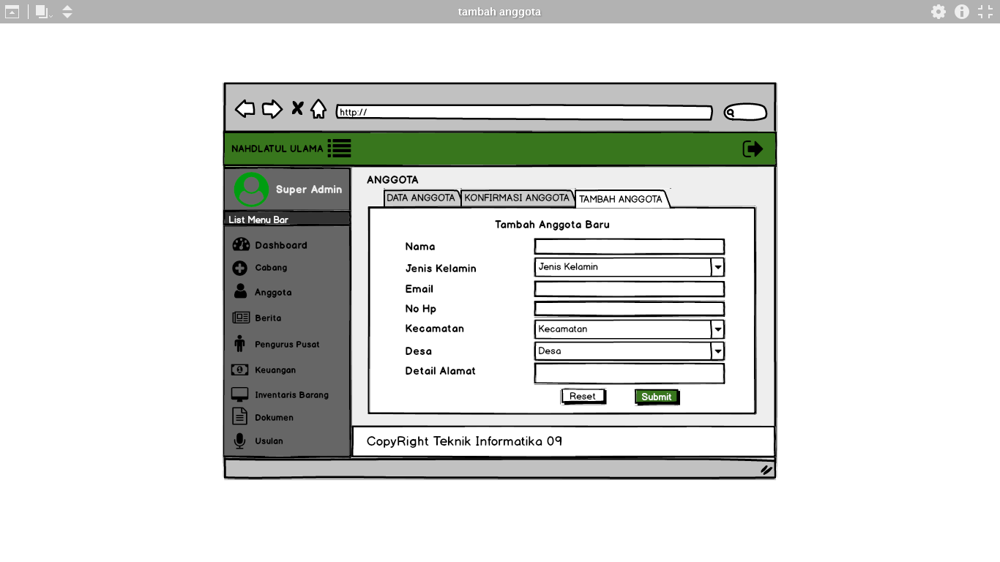 tambah anggota
http://
NAHDLATUL ULAMA
Super Admin
List Menu Bar
Dashboard
Cabang
Anggota
Berita
Pengurus Pusat
Keuangan
Inventaris Barang
Dokumen
Usulan
ANGGOTA
DATA ANGGOTA KONFIRMASI ANGGOTA TAMBAH ANGGOTA
Tambah Anggota Baru
Nama
Jenis Kelamin Jenis Kelamin
Email
No Hp
Kecamatan Kecamatan
Desa Desa
Detail Alamat
Reset Submit
CopyRight Teknik Informatika 09